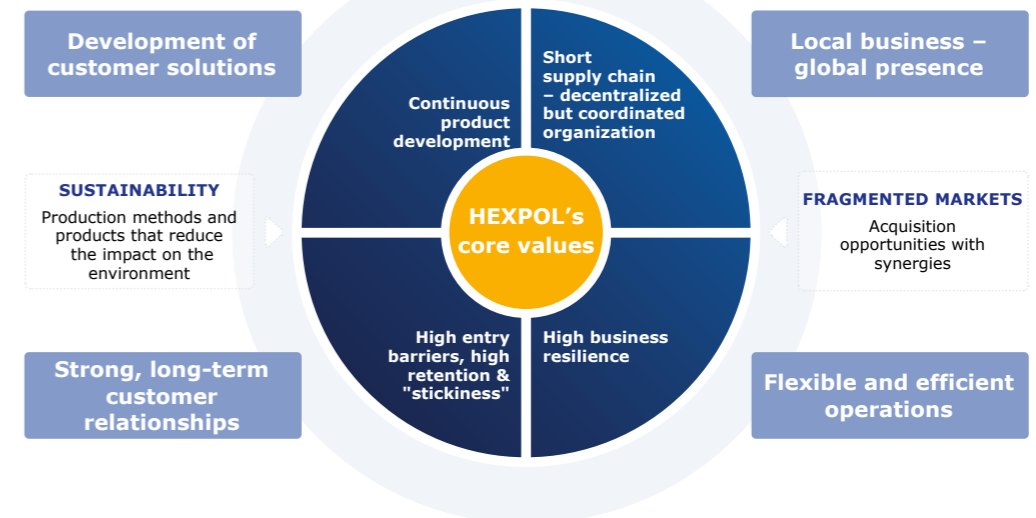 Development of
customer solutions
Continuous
product
development
Short
supply chain
– decentralized
but coordinated
organization
Local business –
global presence
SUSTAINABILITY
Production methods and
products that reduce
the impact on the
environment
HEXPOL’s
core values
FRAGMENTED MARKETS
Acquisition
opportunities with
synergies
Strong, long-term
customer
relationships
High entry
barriers, high
retention &
"stickiness"
High business
resilience
Flexible and efficient
operations